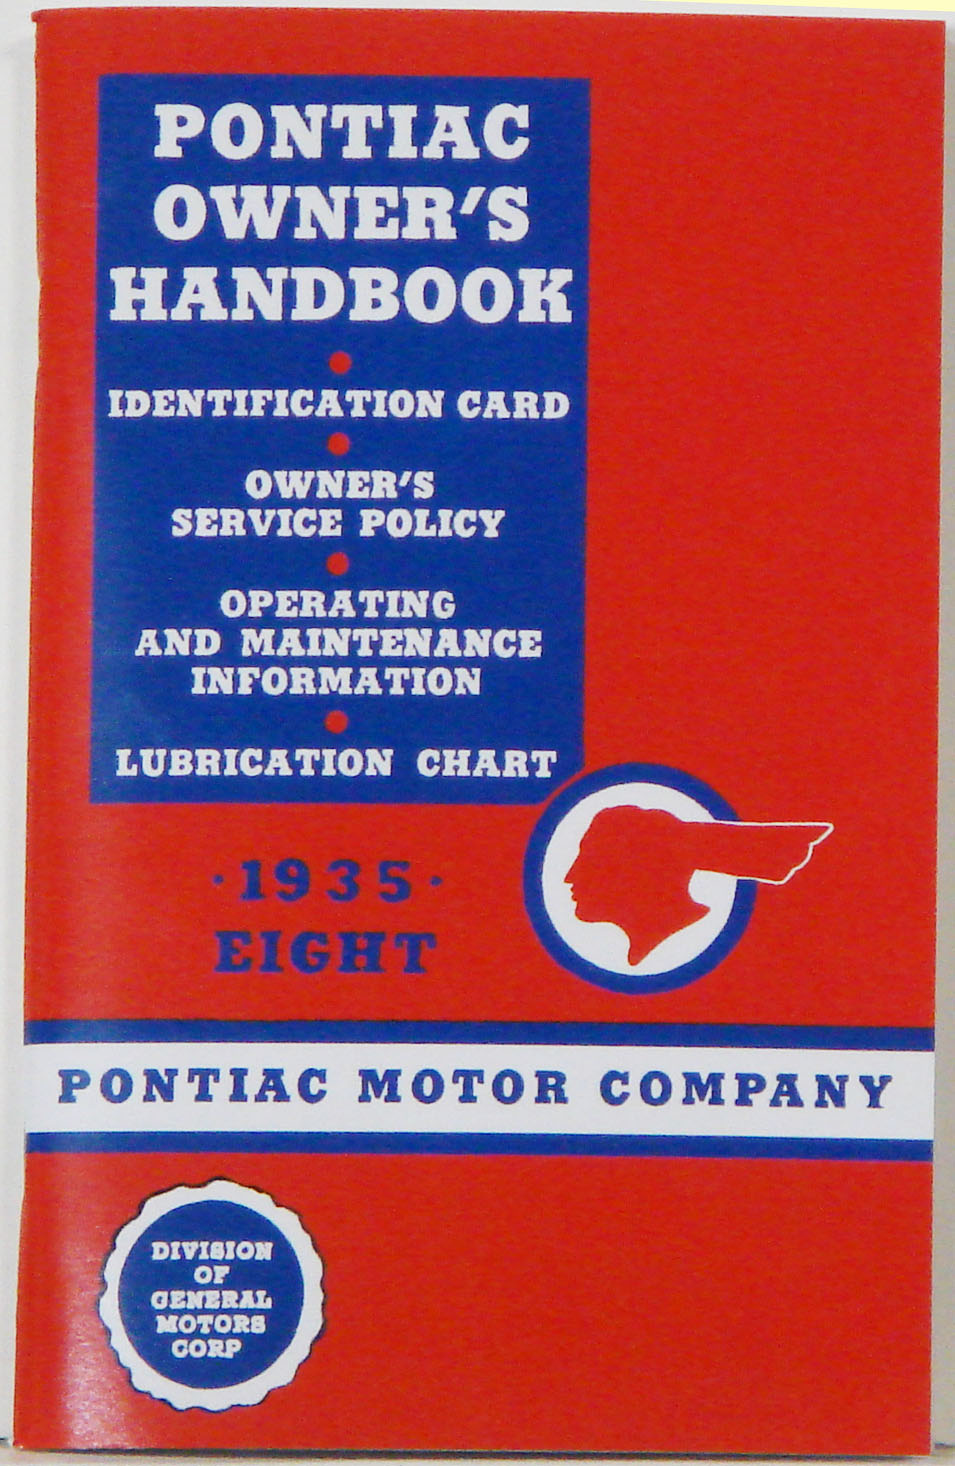 PONTIAC
OWNER'S
HANDBOOK
IDENTIFICATION CARD
OWNER'S
SERVICE POLICY
OPERATING
AND MAINTENANCE
INFORMATION
LUBRICATION CHART
·1935·
EIGHT
PONTIAC MOTOR COMPANY
DIVISION
OF
GENERAL
MOTORS
CORP